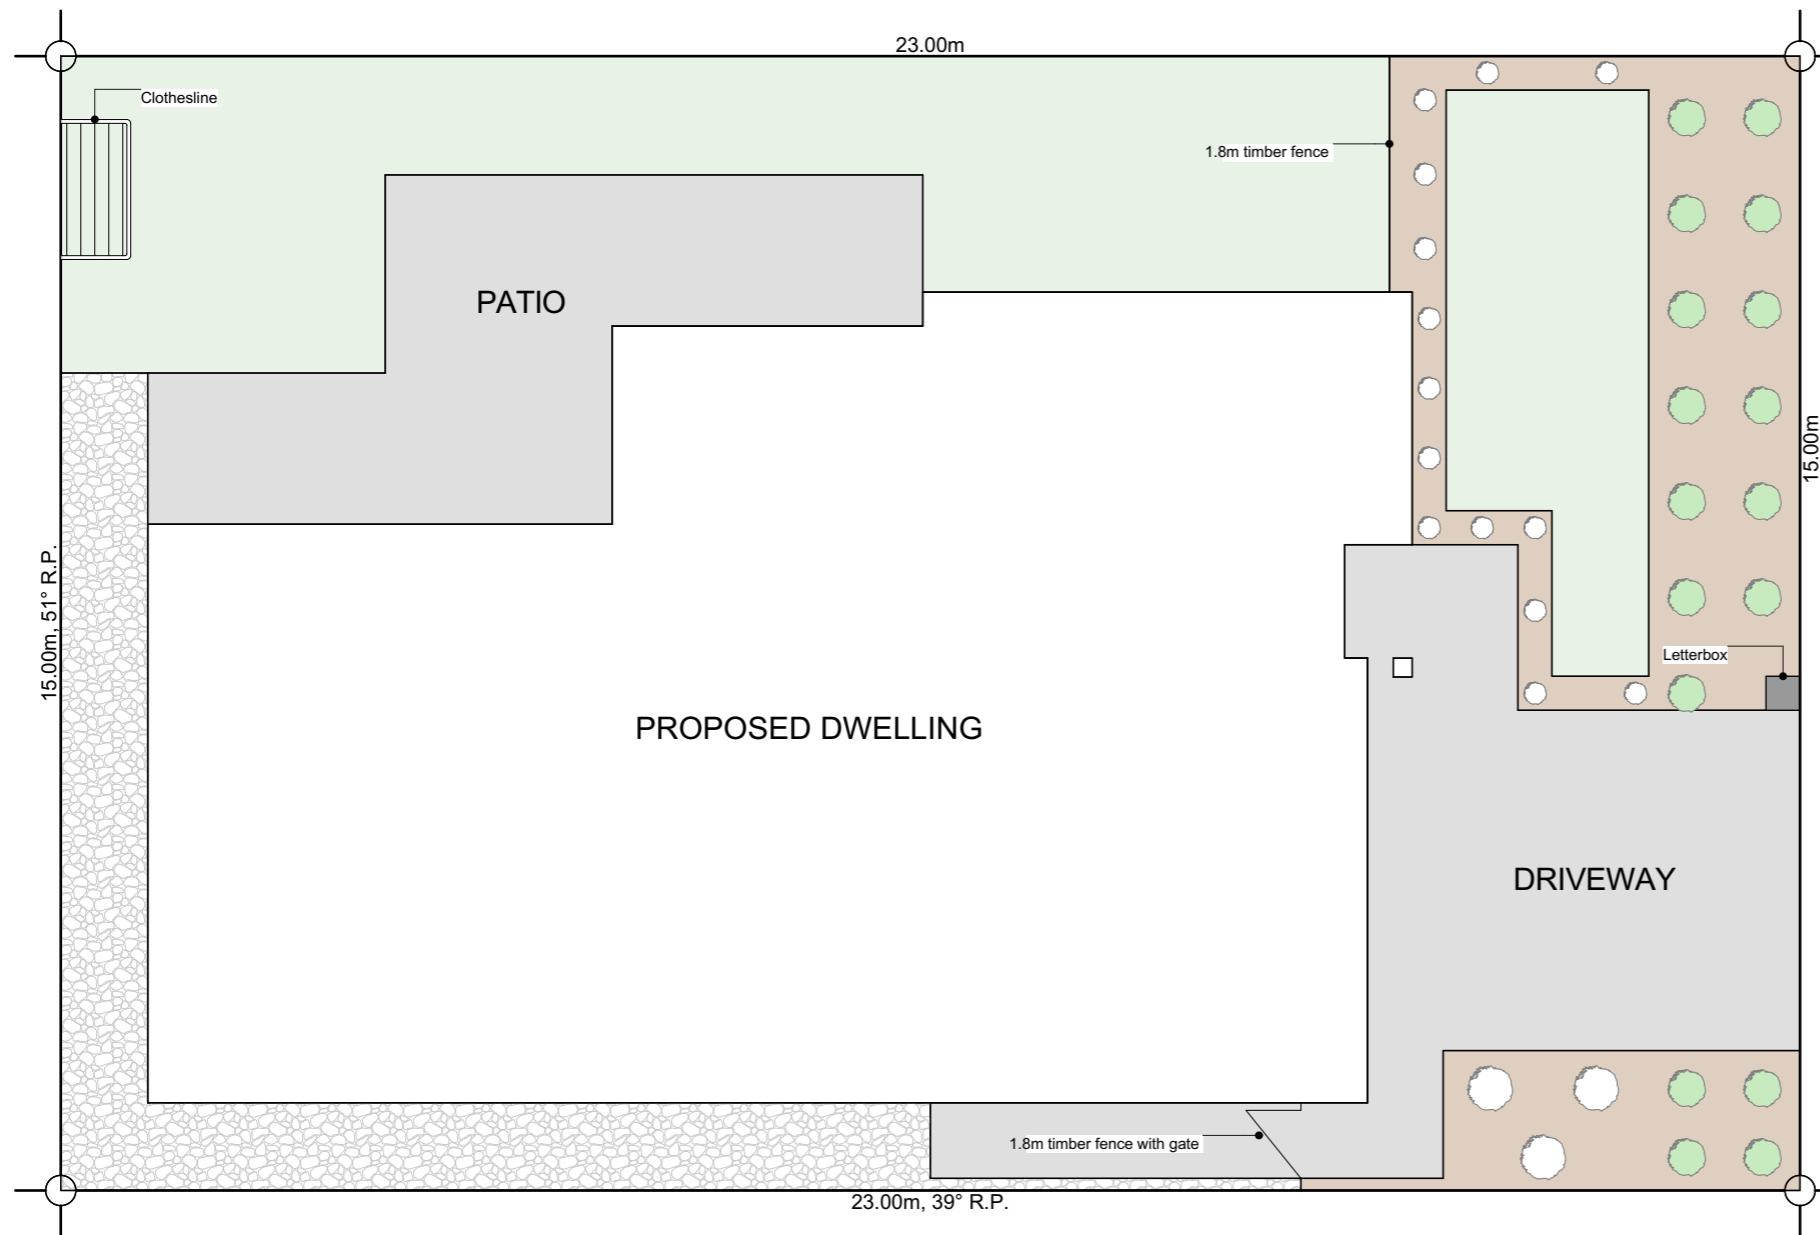 23.00m
Clothesline
1.8m timber fence
PATIO
15.00m
15.00m, 51° R.P.
Letterbox
PROPOSED DWELLING
DRIVEWAY
1.8m timber fence with gate
23.00m, 39° R.P.